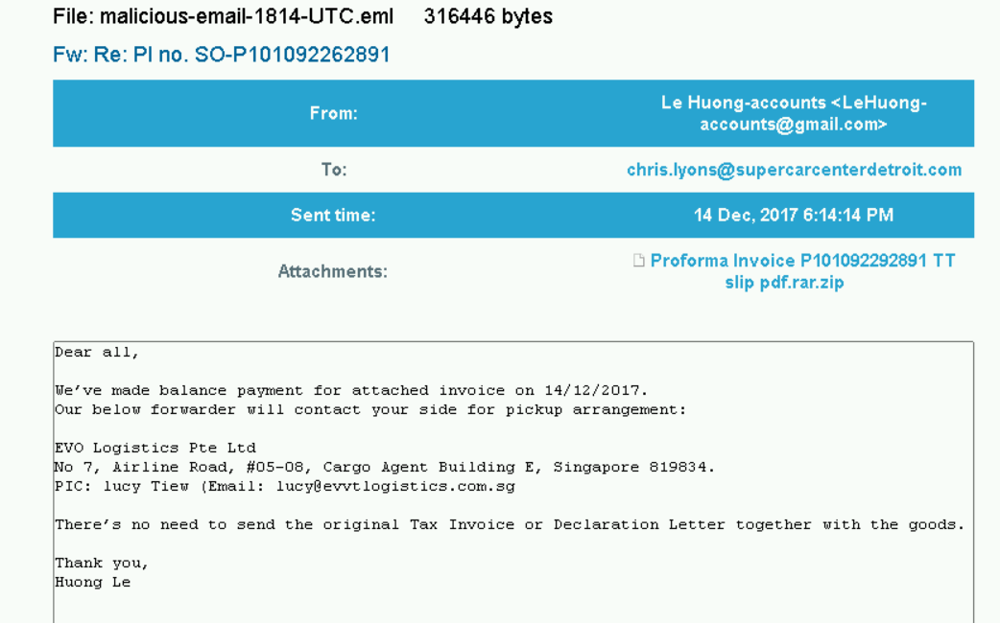 File: malicious-email-1814-UTC.eml 316446 bytes
Fw: Re: PI no. SO-P101092262891
From:
Le Huong-accounts <LeHuong-
accounts@gmail.com>
To:
chris.lyons@supercarcenterdetroit.com
Sent time:
14 Dec, 2017 6:14:14 PM
Attachments:
Proforma Invoice P101092292891 TT
slip pdf.rar.zip
Dear all,
We've made balance payment for attached invoice on 14/12/2017.
Our below forwarder will contact your side for pickup arrangement:
EVO Logistics Pte Ltd
No 7, Airline Road, #05-08, Cargo Agent Building E, Singapore 819834.
PIC: lucy Tiew (Email: lucy@evvtlogistics.com.sg
There's no need to send the original Tax Invoice or Declaration Letter together with the goods.
Thank you,
Huong Le